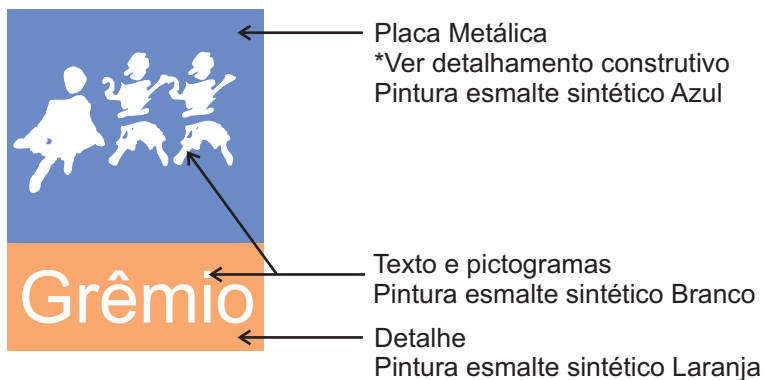 Placa Metálica
*Ver detalhamento construtivo
Pintura esmalte sintético Azul
Grêmio
Texto e pictogramas
Pintura esmalte sintético Branco
Detalhe
Pintura esmalte sintético Laranja